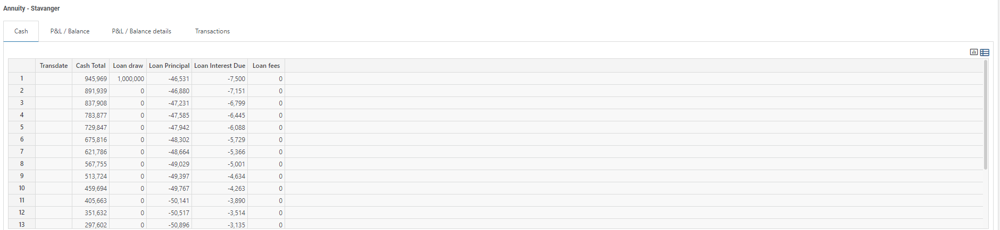 Annuity - Stavanger
Cash P&L / Balance P&L / Balance details Transactions
Transdate Cash Total Loan draw Loan Principal Loan Interest Due Loan fees
1 945,969 1,000,000 -46,531 -7,500 0
2 891,939 0 -46,880 -7,151 0
3 837,908 0 -47,231 -6,799 0
4 783,877 0 -47,585 -6,445 0
5 729,847 0 -47,942 -6,088 0
6 675,816 0 -48,302 -5,729 0
7 621,786 0 -48,664 -5,366 0
8 567,755 0 -49,029 -5,001 0
9 513,724 0 -49,397 -4,634 0
10 459,694 0 -49,767 -4,263 0
11 405,663 0 -50,141 -3,890 0
12 351,632 0 -50,517 -3,514 0
13 297,602 0 -50,896 -3,135 0